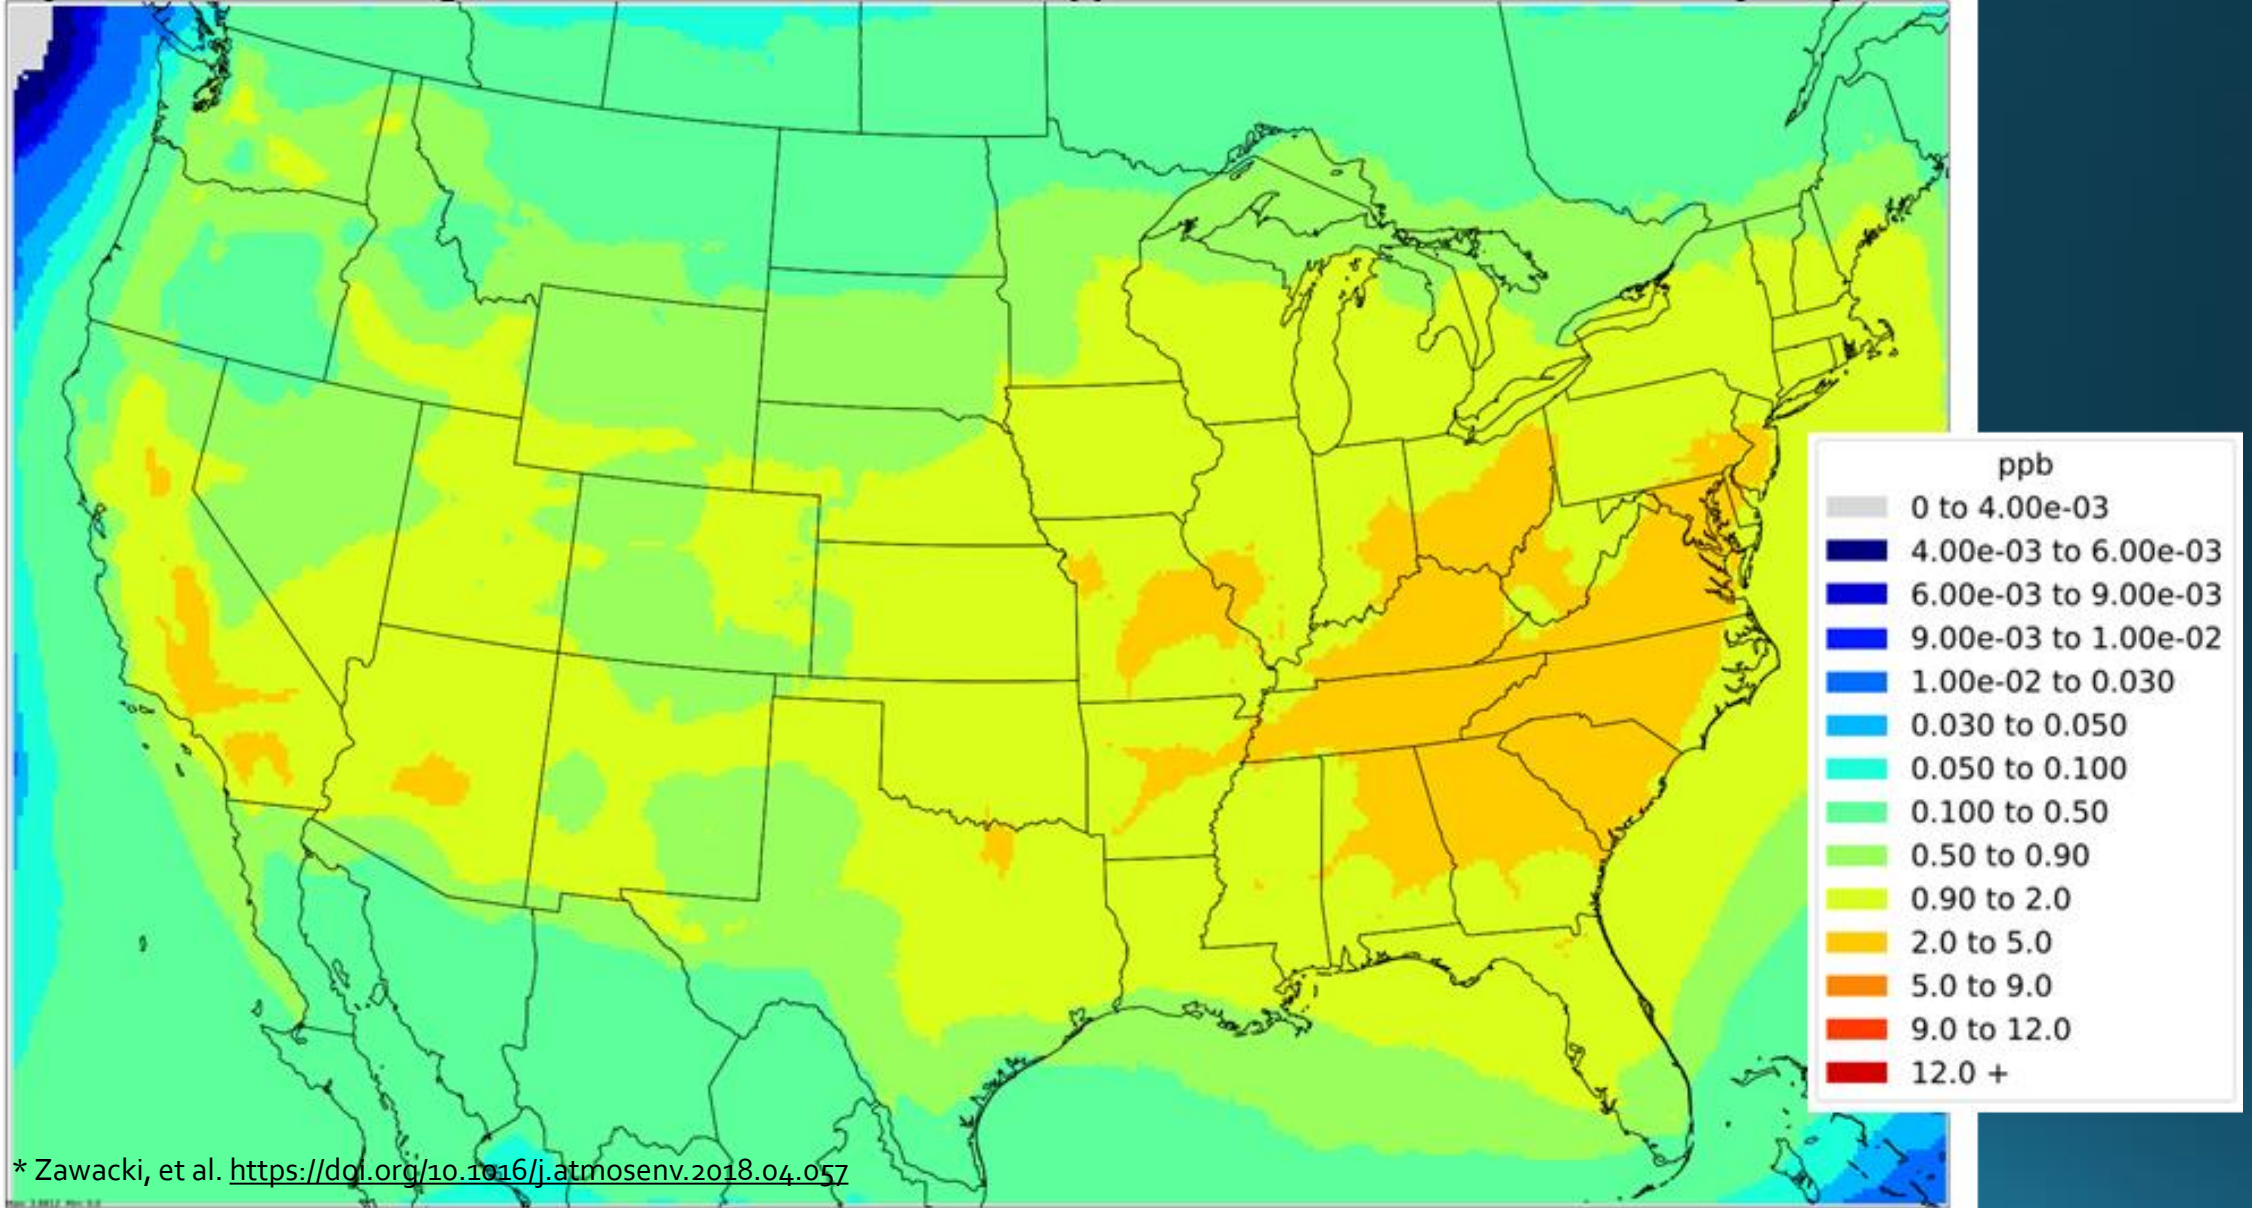 ppb
0 to 4.00e-03
4.00e-03 to 6.00e-03
6.00e-03 to 9.00e-03
9.00e-03 to 1.00e-02
1.00e-02 to 0.030
0.030 to 0.050
0.050 to 0.100
0.100 to 0.50
0.50 to 0.90
0.90 to 2.0
2.0 to 5.0
5.0 to 9.0
9.0 to 12.0
12.0 +
* Zawacki, et al. https://doi.org/10.1016/j.atmosenv.2018.04.057